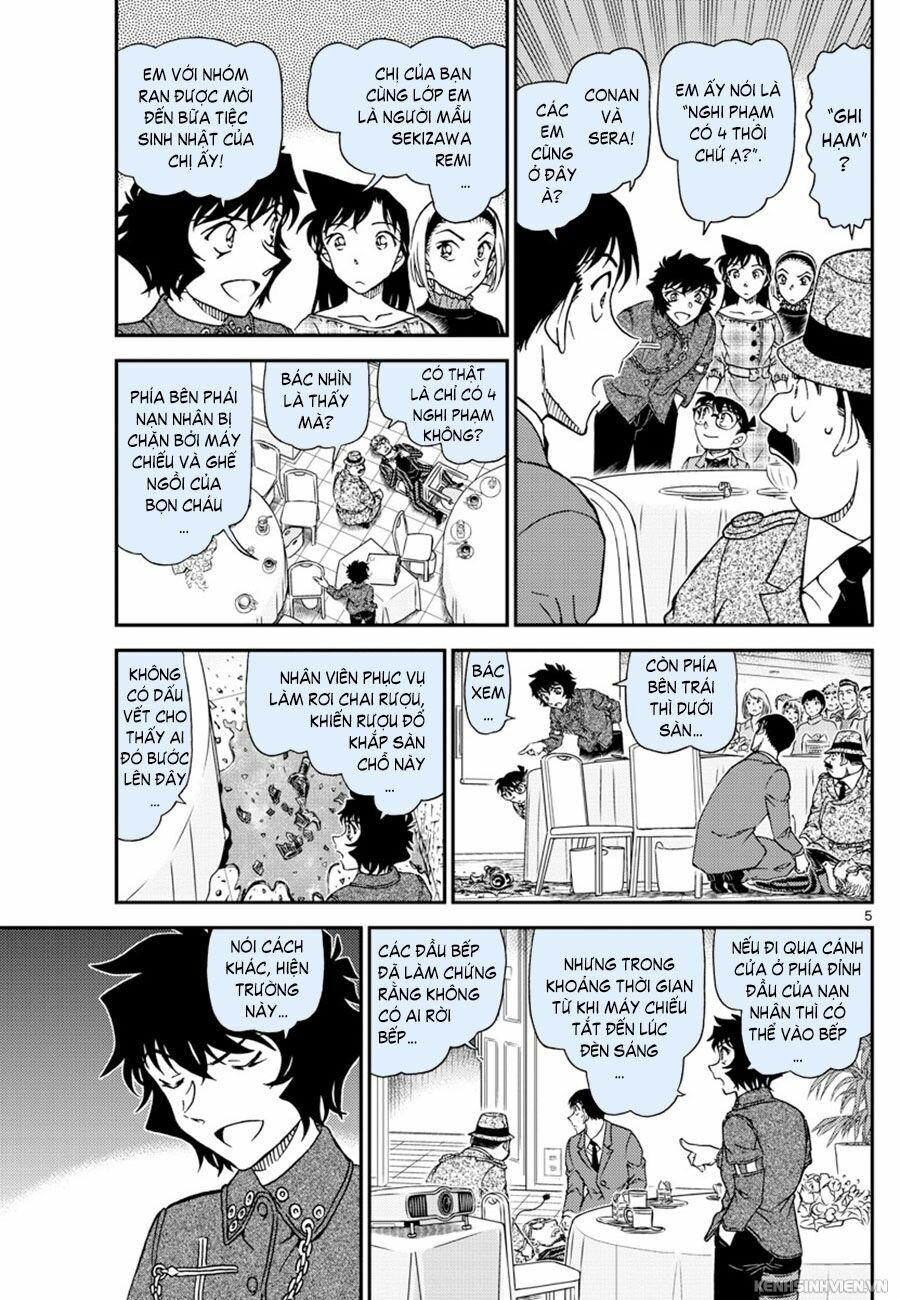 "GHI
HẠM"
?
EM ẤY NÓI LÀ
"NGHI PHẠM
CÓ 4 THÔI
CHỨ Ạ?".
CONAN
VÀ
SERA!
CÁC
EM CŨNG
Ở ĐÂY
À?
CHỊ CỦA BẠN
CÙNG LỚP EM
LÀ NGƯỜI MẪU
SEKIZAWA
REMI
...
EM VỚI NHÓM
RAN ĐƯỢC MỜI
ĐẾN BỮA TIỆC
SINH NHẬT CỦA
CHỊ ẤY!
CÓ THẬT
LÀ CHỈ CÓ 4
NGHI PHẠM
KHÔNG?
BÁC NHÌN
LÀ THẤY
MÀ?
PHÍA BÊN PHẢI
NẠN NHÂN BỊ
CHẶN BỞI MÁY
CHIẾU VÀ GHẾ
NGỒI CỦA
BỌN CHÁU
...
CÒN PHÍA
BÊN TRÁI
THÌ DƯỚI
SÀN...
BÁC
XEM
...
NHÂN VIÊN PHỤC VỤ
LÀM RƠI CHAI RƯỢU,
KHIẾN RƯỢU ĐỔ
KHẮP SÀN
CHỖ NÀY
...
KHÔNG
CÓ DẤU
VẾT CHO
THẤY AI
ĐÓ BƯỚC
LÊN ĐÂY
...
5
NẾU ĐI QUA CÁNH
CỬA Ở PHÍA ĐỈNH
ĐẦU CỦA NẠN
NHÂN THÌ CÓ
THỂ VÀO BẾP
...
NHƯNG TRONG
KHOẢNG THỜI GIAN
TỪ KHI MÁY CHIẾU
TẮT ĐẾN LÚC
ĐÈN SÁNG
...
CÁC ĐẦU BẾP
ĐÃ LÀM CHỨNG
RẰNG KHÔNG
CÓ AI RỜI
BẾP...
NÓI CÁCH
KHÁC, HIỆN
TRƯỜNG
NÀY...
KENHSINHVIEN.VN